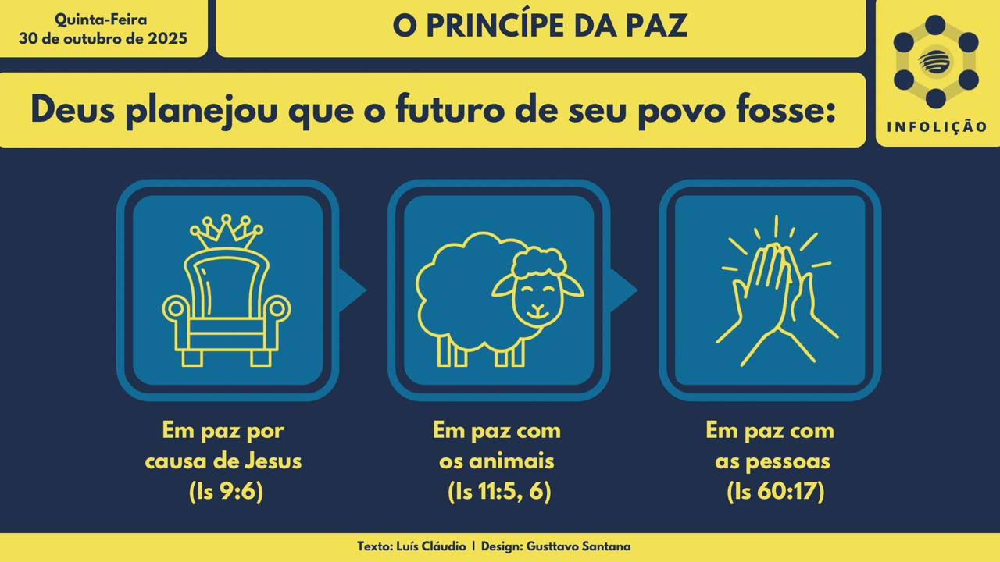 Quinta-Feira
30 de outubro de 2025
O PRINCÍPE DA PAZ
INFOLIÇÃO
Deus planejou que o futuro de seu povo fosse:
Em paz por
causa de Jesus
(Is 9:6)
Em paz com
os animais
(Is 11:5, 6)
Em paz com
as pessoas
(Is 60:17)
Texto: Luís Cláudio | Design: Gusttavo Santana